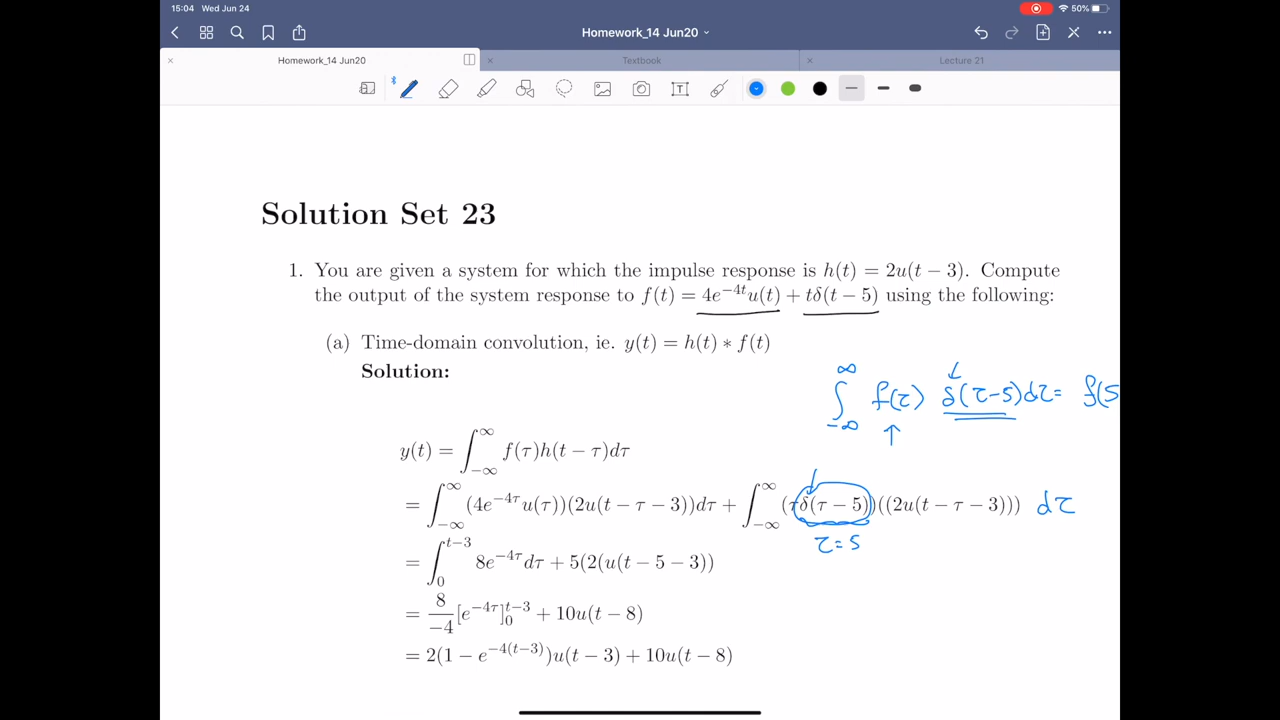 15:04 Wed Jun 24
50%
Homework_14 Jun20
Homework_14 Jun20
Textbook
Lecture 21
Solution Set 23
1. You are given a system for which the impulse response is h(t) = 2u(t − 3). Compute
the output of the system response to f(t) = 4e^{−4t}u(t) + tδ(t − 5) using the following:
(a) Time-domain convolution, ie. y(t) = h(t) ∗ f(t)
Solution:
∫_{−∞}^{∞} f(τ) δ(τ−5)dτ = f(5
y(t) = ∫_{−∞}^{∞} f(τ)h(t − τ)dτ
= ∫_{−∞}^{∞} (4e^{−4τ}u(τ))(2u(t − τ − 3))dτ + ∫_{−∞}^{∞} (τδ(τ − 5))((2u(t − τ − 3))) dτ
τ=5
= ∫_{0}^{t−3} 8e^{−4τ}dτ + 5(2(u(t − 5 − 3))
= 8/−4 [e^{−4τ}]_{0}^{t−3} + 10u(t − 8)
= 2(1 − e^{−4(t−3)})u(t − 3) + 10u(t − 8)